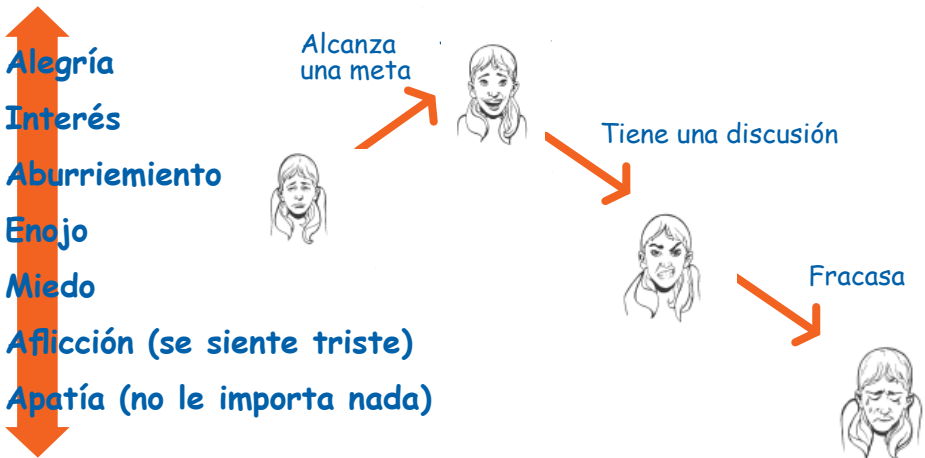 Alcanza
una meta
Alegría
Interés
Tiene una discusión
Aburriemiento
Enojo
Miedo
Fracasa
Aflicción (se siente triste)
Apatía (no le importa nada)